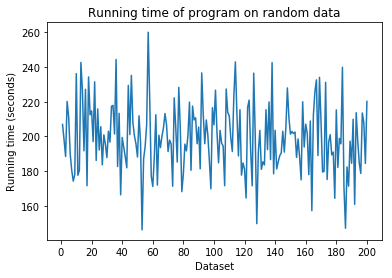 Running time of program on random data
Running time (seconds)
260
240
220
200
180
160
0 20 40 60 80 100 120 140 160 180 200
Dataset